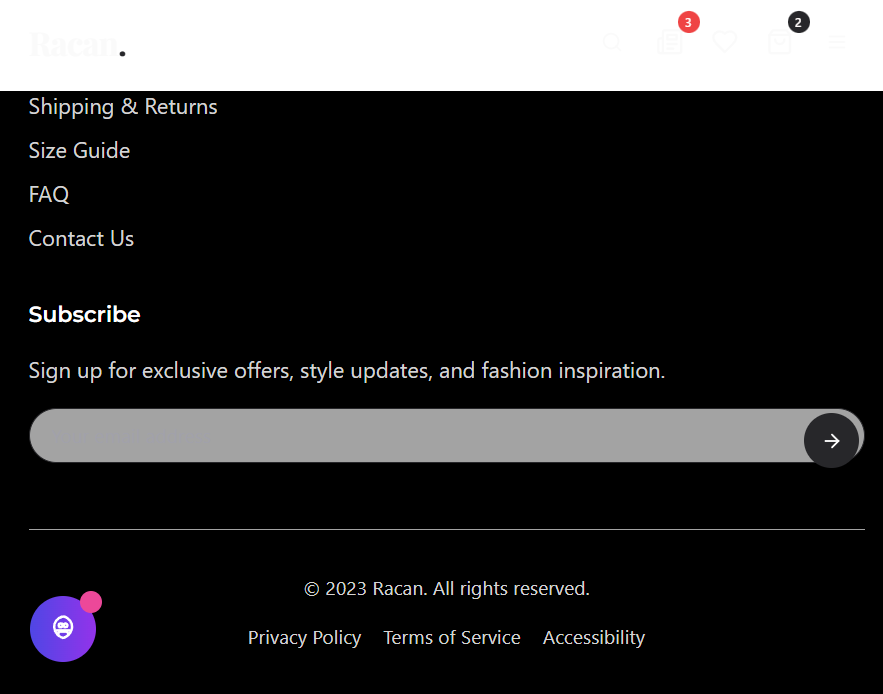 Racan.
3
2
Shipping & Returns
Size Guide
FAQ
Contact Us
Subscribe
Sign up for exclusive offers, style updates, and fashion inspiration.
© 2023 Racan. All rights reserved.
Privacy Policy Terms of Service Accessibility